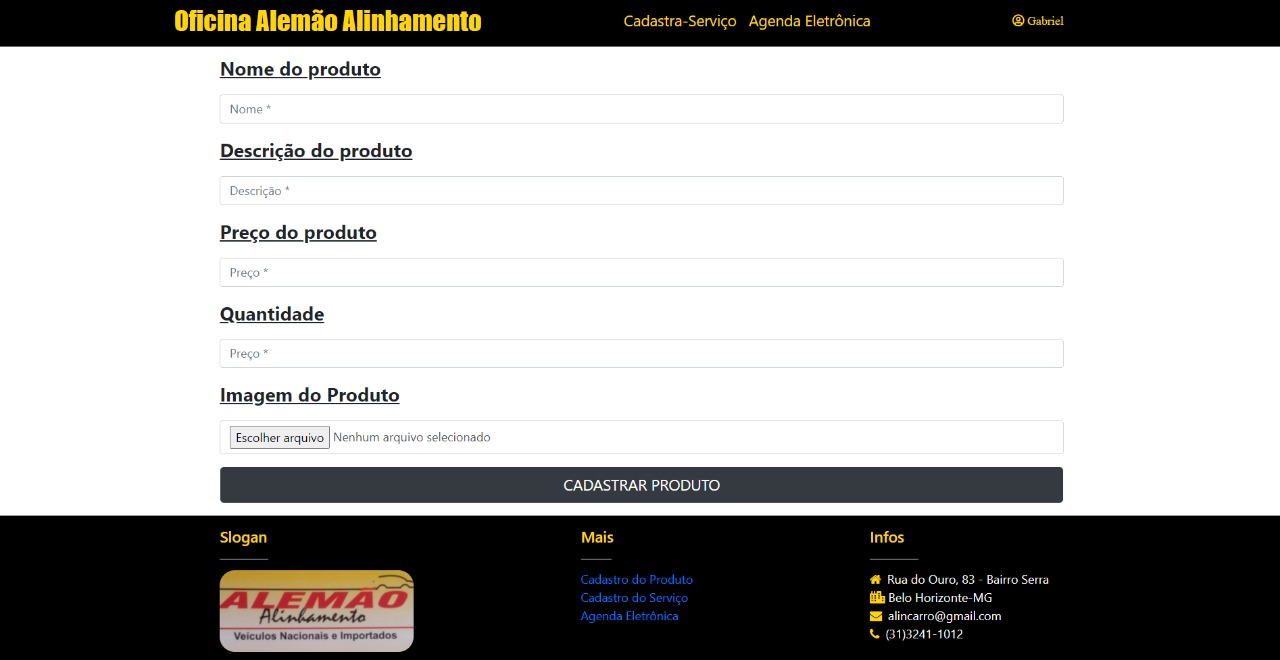 Oficina Alemão Alinhamento
Cadastra-Serviço Agenda Eletrônica
Gabriel
Nome do produto
Nome *
Descrição do produto
Descrição *
Preço do produto
Preço *
Quantidade
Preço *
Imagem do Produto
Escolher arquivo Nenhum arquivo selecionado
CADASTRAR PRODUTO
Slogan
ALEMÃO
Alinhamento
Veículos Nacionais e Importados
Mais
Cadastro do Produto
Cadastro do Serviço
Agenda Eletrônica
Infos
Rua do Ouro, 83 - Bairro Serra
Belo Horizonte-MG
alincarro@gmail.com
(31)3241-1012